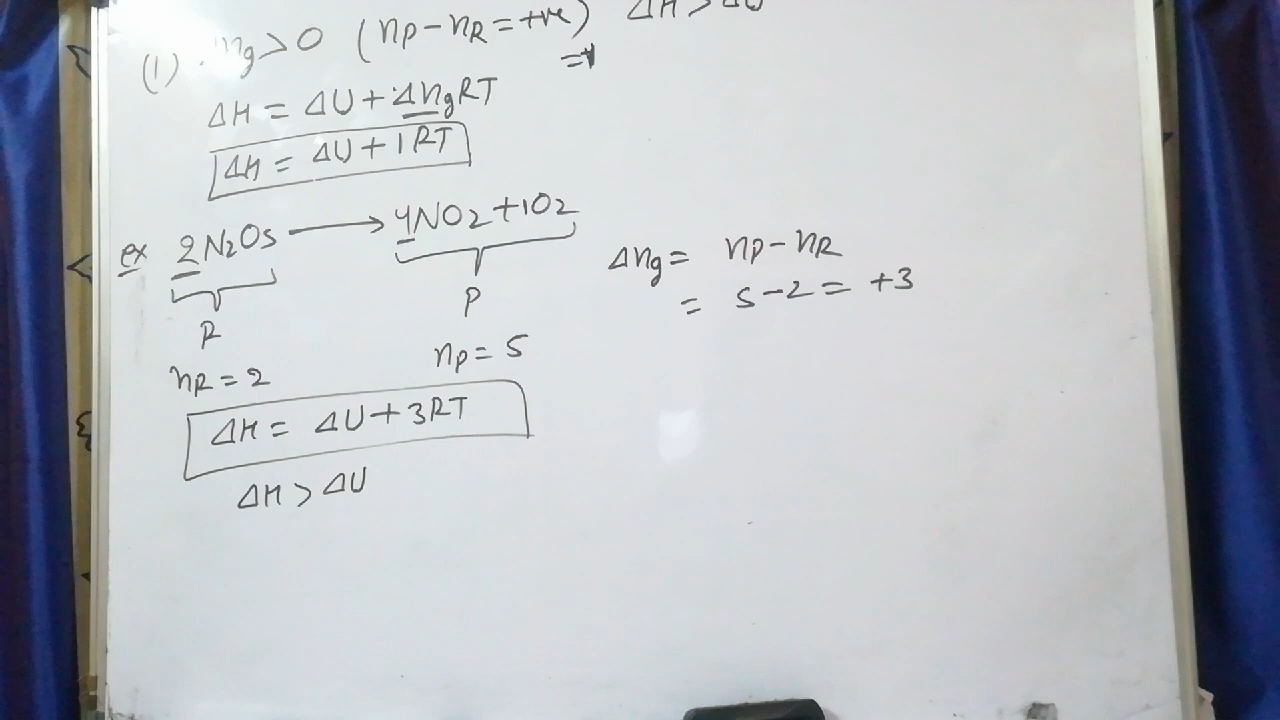 (1) Δng > 0 (np - nR = +ve) ΔH > ΔU
=+
ΔH = ΔU + ΔngRT
ΔH = ΔU + 1RT
ex 2N2O5 → 4NO2 + 1O2
R
P
nR = 2
np = 5
Δng = np - nR
= 5 - 2 = +3
ΔH = ΔU + 3RT
ΔH > ΔU